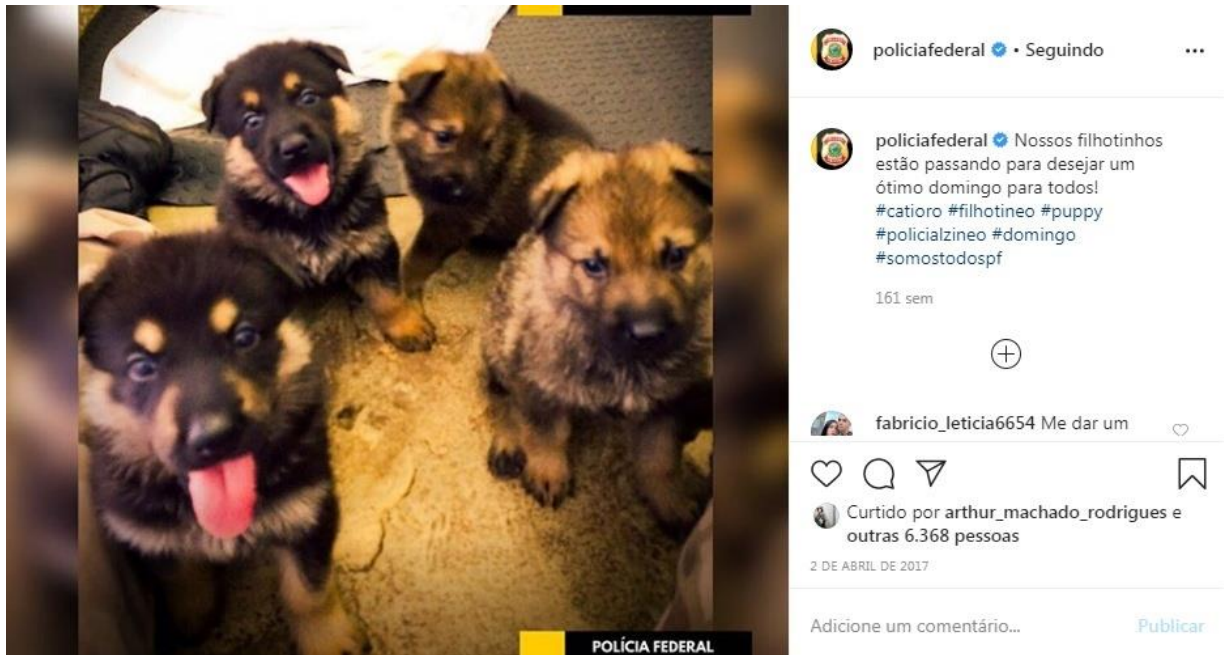 POLÍCIA FEDERAL
policiafederal • Seguindo
policiafederal Nossos filhotinhos
estão passando para desejar um
ótimo domingo para todos!
#catioro #filhotineo #puppy
#policialzineo #domingo
#somostodospf
161 sem
fabricio_leticia6654 Me dar um
Curtido por arthur_machado_rodrigues e
outras 6.368 pessoas
2 DE ABRIL DE 2017
Adicione um comentário... Publicar